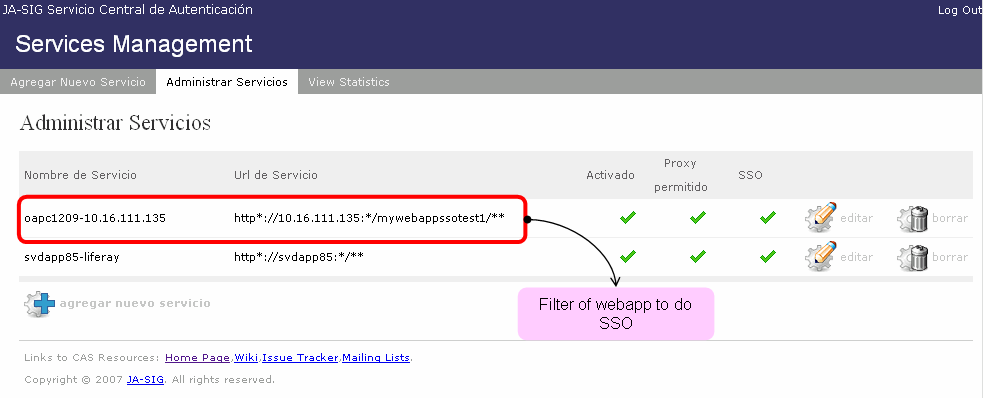 JA-SIG Servicio Central de Autenticación
Log Out
Services Management
Agregar Nuevo Servicio Administrar Servicios View Statistics
Administrar Servicios
Nombre de Servicio Url de Servicio Activado Proxy permitido SSO
oapc1209-10.16.111.135 http*://10.16.111.135:*/mywebappssotest1/** editar borrar
svdapp85-liferay http*://svdapp85:*/** editar borrar
agregar nuevo servicio
Filter of webapp to do
SSO
Links to CAS Resources: Home Page,Wiki,Issue Tracker,Mailing Lists.
Copyright © 2007 JA-SIG. All rights reserved.